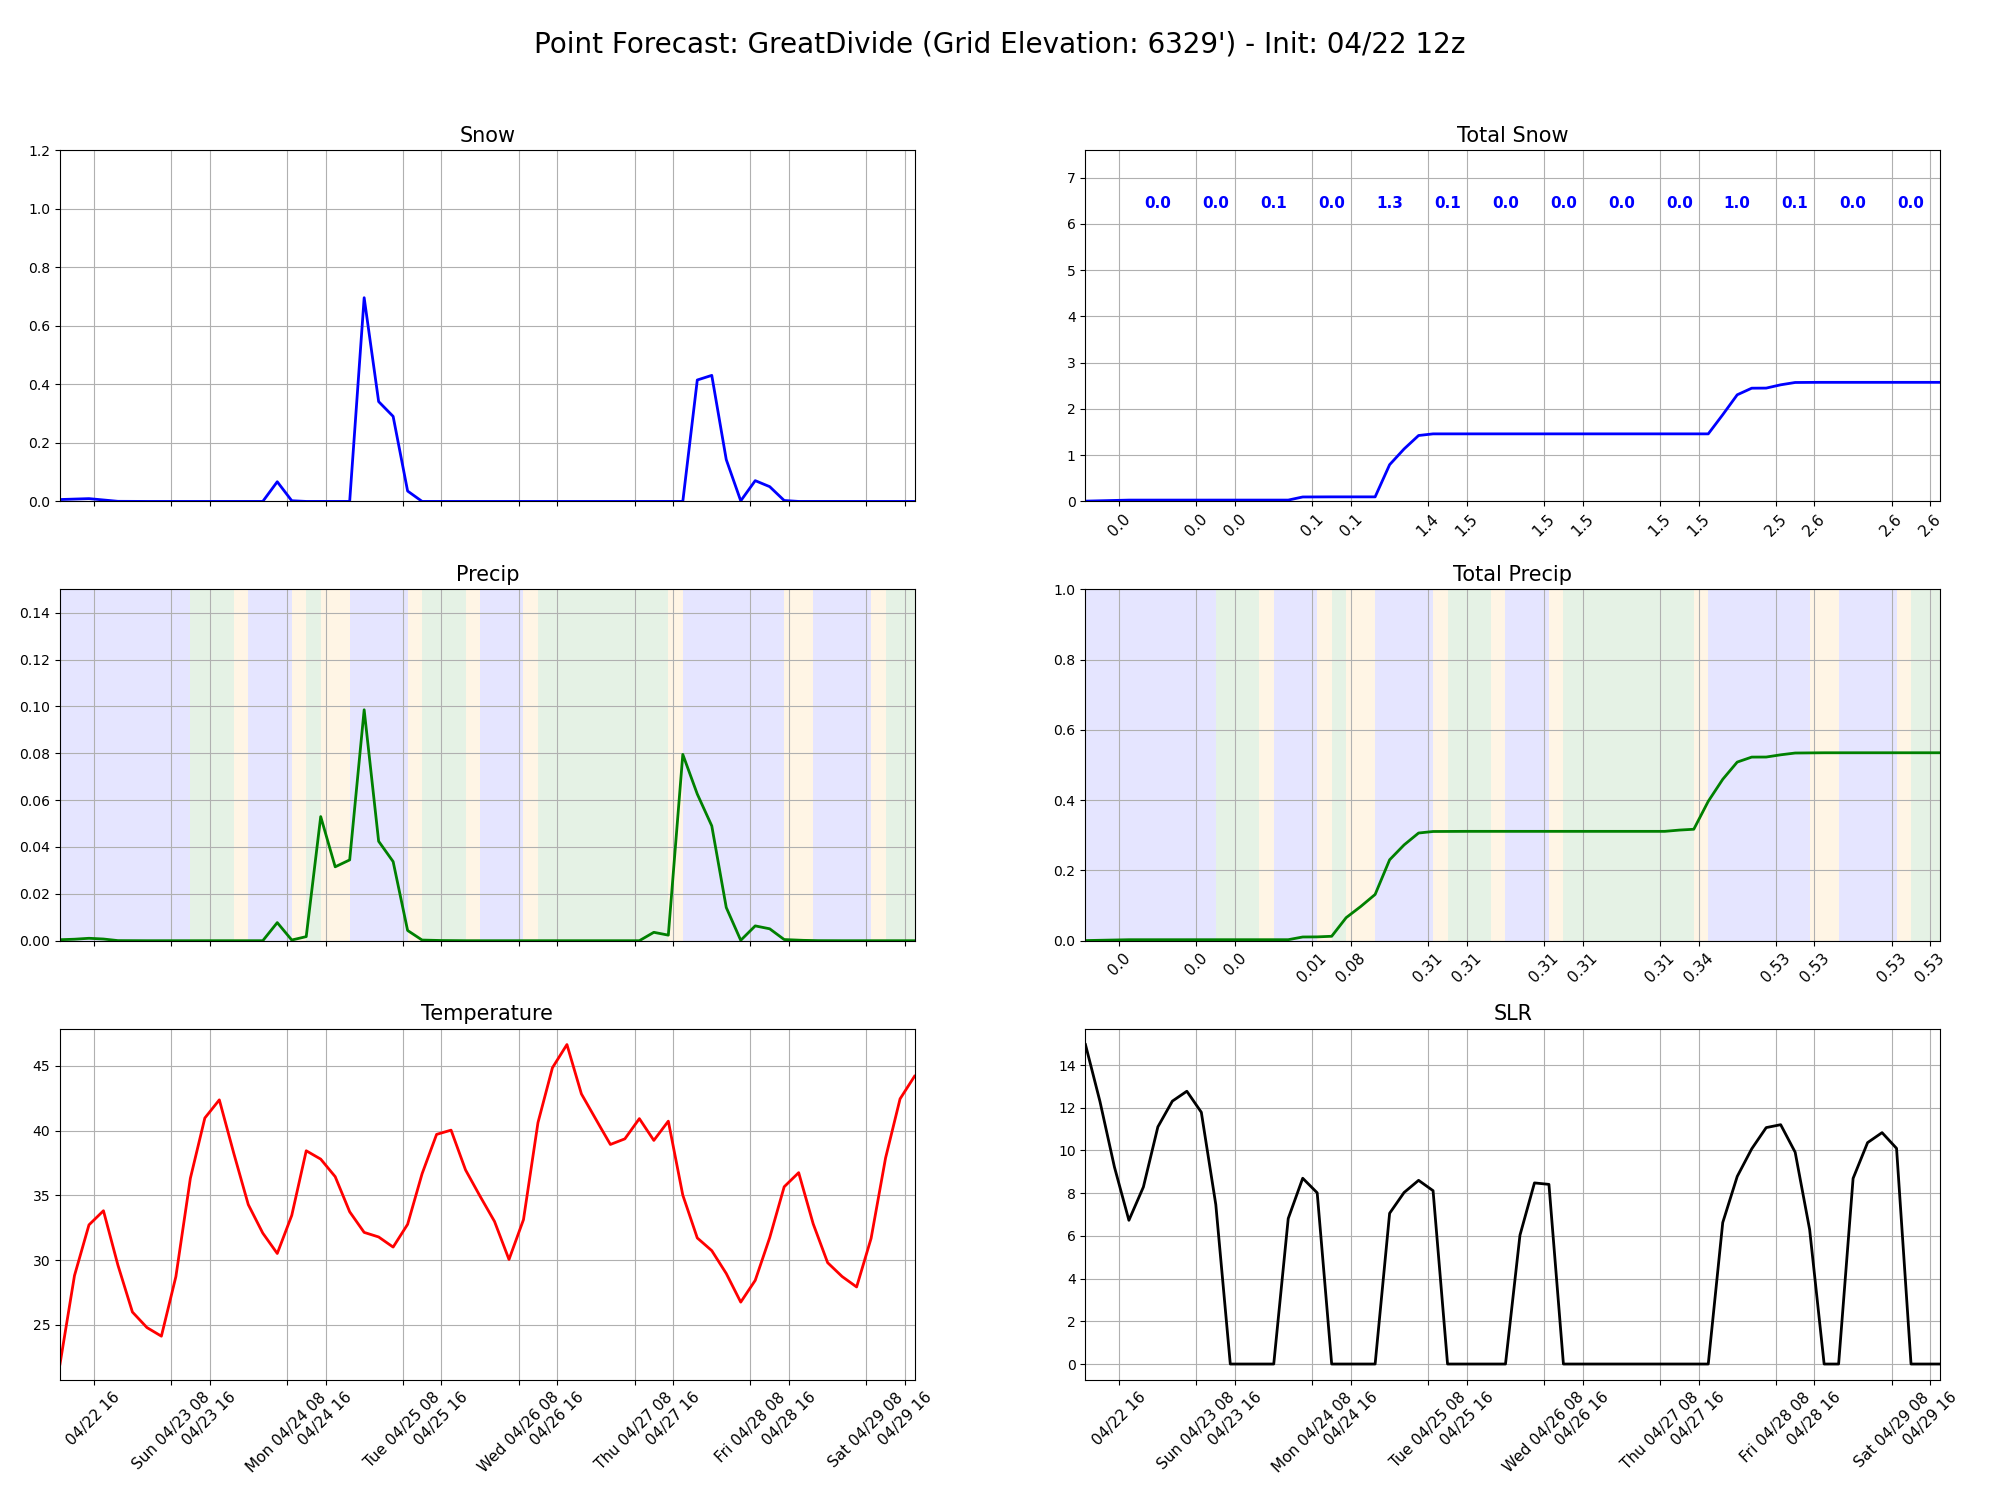 Point Forecast: GreatDivide (Grid Elevation: 6329') - Init: 04/22 12z
Snow
1.2
1.0
0.8
0.6
0.4
0.2
0.0
Total Snow
7
6
5
4
3
2
1
0
0.0 0.0 0.1 0.0 1.3 0.1 0.0 0.0 0.0 0.0 1.0 0.1 0.0 0.0
0.0 0.0 0.0 0.1 0.1 1.4 1.5 1.5 1.5 1.5 1.5 2.5 2.6 2.6 2.6
Precip
0.14
0.12
0.10
0.08
0.06
0.04
0.02
0.00
Total Precip
1.0
0.8
0.6
0.4
0.2
0.0
0.0 0.0 0.0 0.01 0.08 0.31 0.31 0.31 0.31 0.31 0.34 0.53 0.53 0.53 0.53
Temperature
45
40
35
30
25
04/22 16
Sun 04/23 08
04/23 16
Mon 04/24 08
04/24 16
Tue 04/25 08
04/25 16
Wed 04/26 08
04/26 16
Thu 04/27 08
04/27 16
Fri 04/28 08
04/28 16
Sat 04/29 08
04/29 16
SLR
14
12
10
8
6
4
2
0
04/22 16
Sun 04/23 08
04/23 16
Mon 04/24 08
04/24 16
Tue 04/25 08
04/25 16
Wed 04/26 08
04/26 16
Thu 04/27 08
04/27 16
Fri 04/28 08
04/28 16
Sat 04/29 08
04/29 16